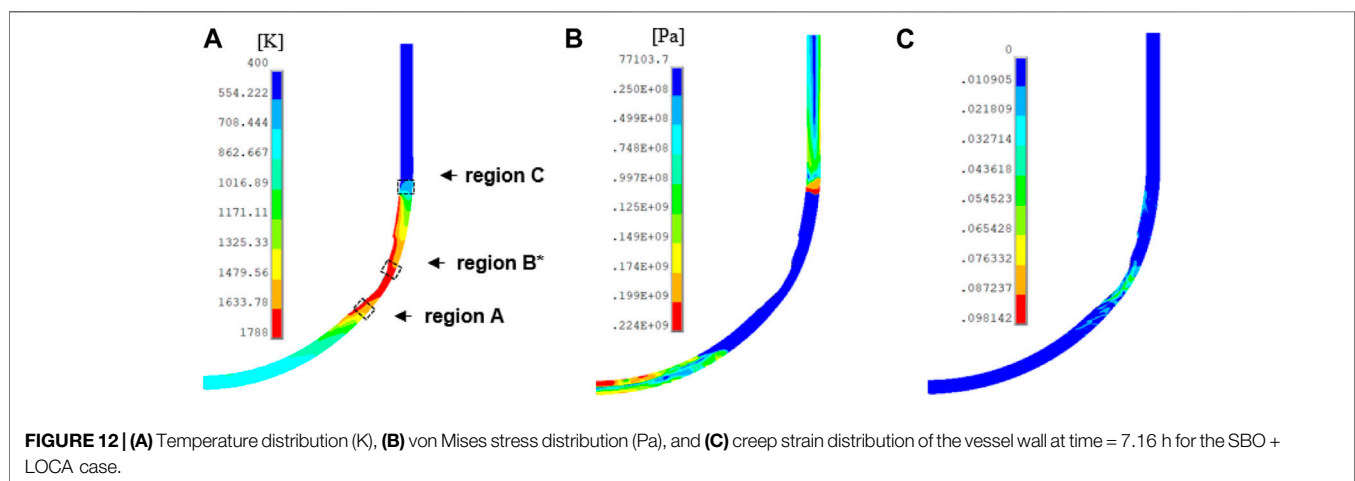 A
[K]
400
554.222
708.444
862.667
1016.89
1171.11
1325.33
1479.56
1633.78
1788
region C
region B*
region A
B
[Pa]
77103.7
.250E+08
.499E+08
.748E+08
.997E+08
.125E+09
.149E+09
.174E+09
.199E+09
.224E+09
C
0
.010905
.021809
.032714
.043618
.054523
.065428
.076332
.087237
.098142
FIGURE 12 | (A) Temperature distribution (K), (B) von Mises stress distribution (Pa), and (C) creep strain distribution of the vessel wall at time = 7.16 h for the SBO +
LOCA case.